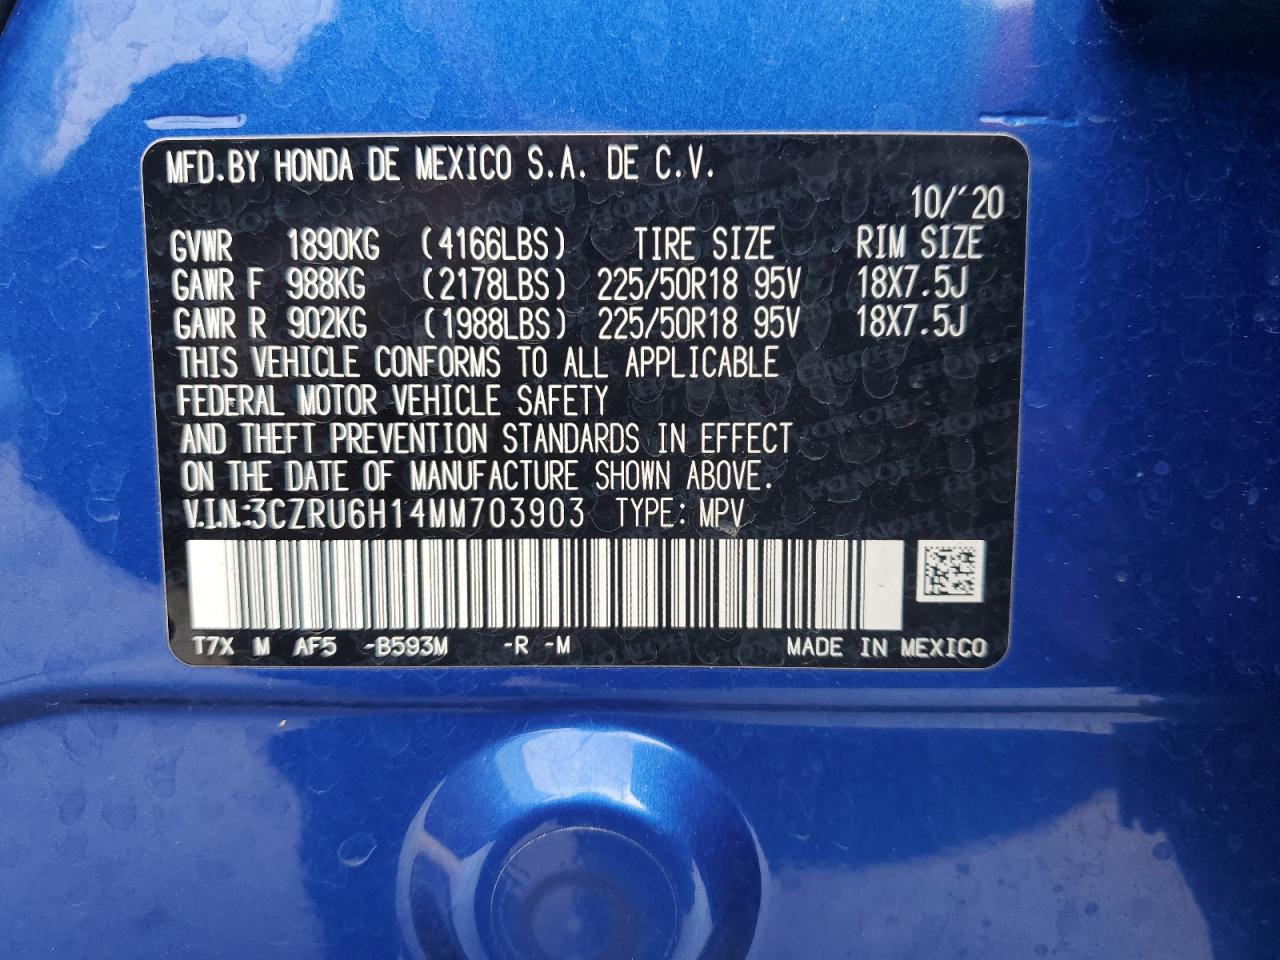 MFD.BY HONDA DE MEXICO S.A. DE C.V.
10/´20
GVWR 1890KG (4166LBS) TIRE SIZE RIM SIZE
GAWR F 988KG (2178LBS) 225/50R18 95V 18X7.5J
GAWR R 902KG (1988LBS) 225/50R18 95V 18X7.5J
THIS VEHICLE CONFORMS TO ALL APPLICABLE
FEDERAL MOTOR VEHICLE SAFETY
AND THEFT PREVENTION STANDARDS IN EFFECT
ON THE DATE OF MANUFACTURE SHOWN ABOVE.
V.I.N.:3CZRU6H14MM703903 TYPE: MPV
T7X M AF5 -B593M -R -M MADE IN MEXICO